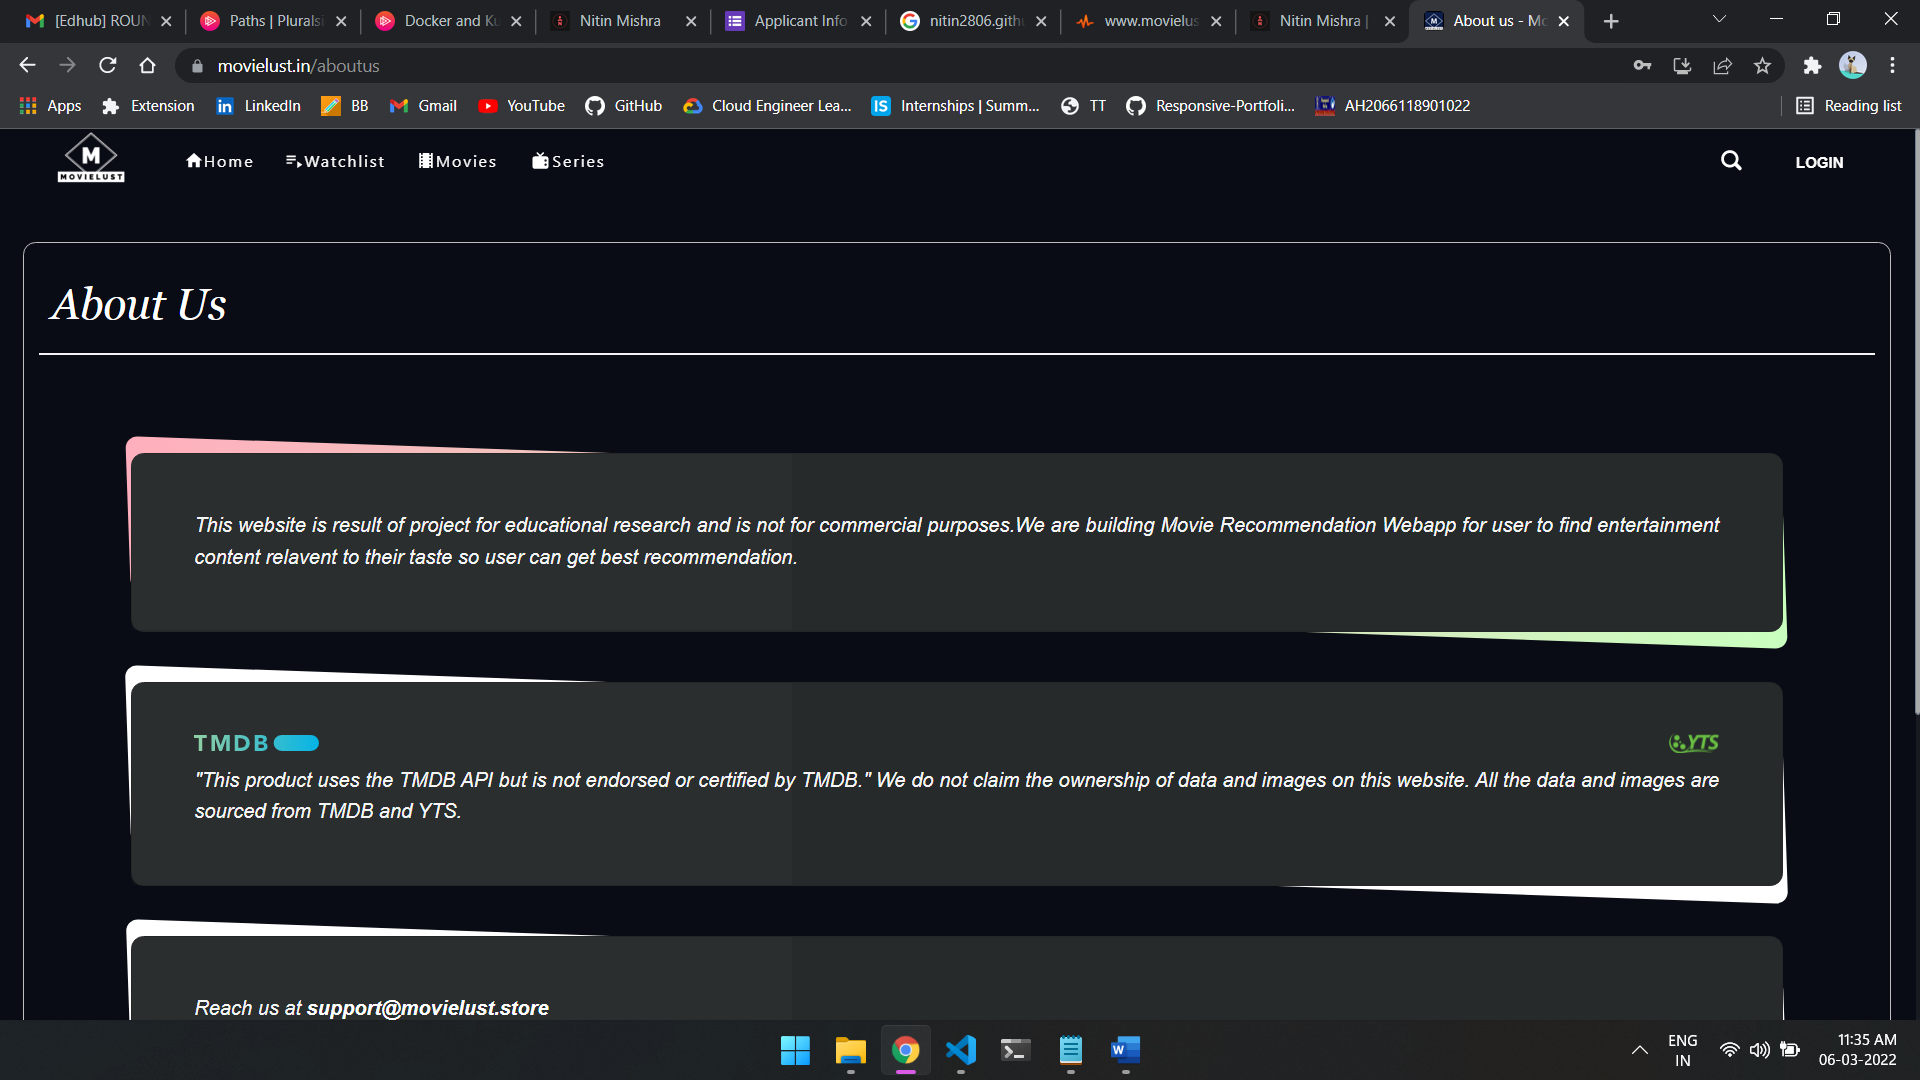 [Edhub] ROUN
Paths | Pluralsi
Docker and Ku
Nitin Mishra
Applicant Info
nitin2806.gith
www.movielus
Nitin Mishra |
About us - Mo
movielust.in/aboutus
Apps
Extension
LinkedIn
BB
Gmail
YouTube
GitHub
Cloud Engineer Lea...
IS
Internships | Summ...
TT
Responsive-Portfoli...
AH2066118901022
Reading list
M
MOVIELUST
Home
Watchlist
Movies
Series
LOGIN
About Us
This website is result of project for educational research and is not for commercial purposes.We are building Movie Recommendation Webapp for user to find entertainment
content relavent to their taste so user can get best recommendation.
TMDB
YTS
"This product uses the TMDB API but is not endorsed or certified by TMDB." We do not claim the ownership of data and images on this website. All the data and images are
sourced from TMDB and YTS.
Reach us at support@movielust.store
ENG
IN
11:35 AM
06-03-2022